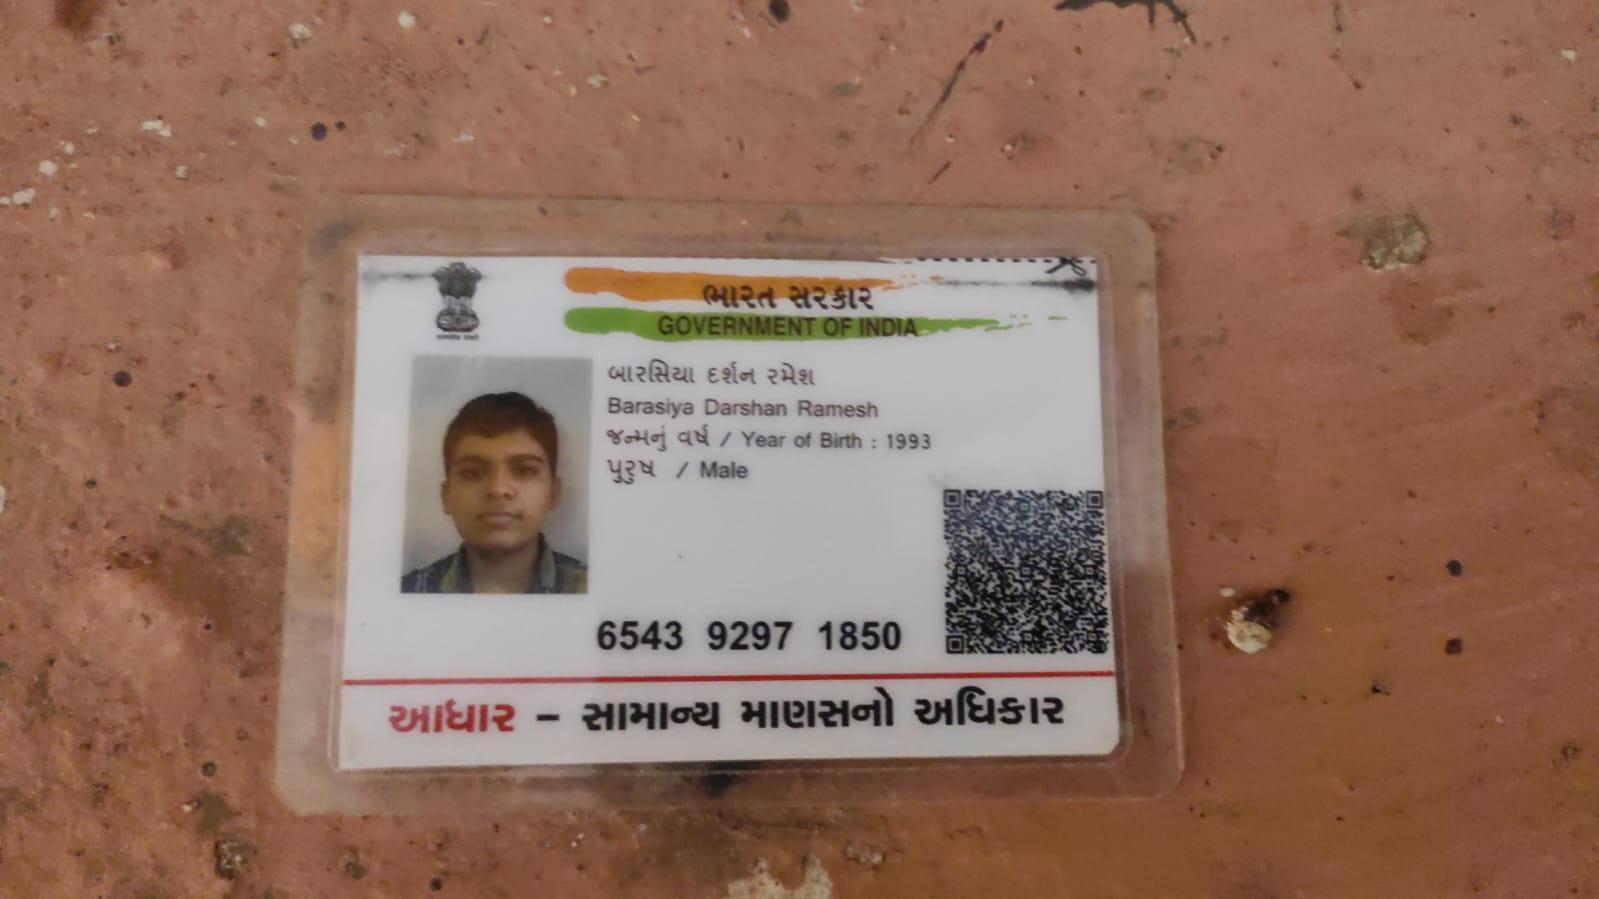 ભારત સરકાર
GOVERNMENT OF INDIA
બારસિયા દર્શન રમેશ
Barasiya Darshan Ramesh
જન્મનું વર્ષ / Year of Birth : 1993
પુરુષ / Male
6543 9297 1850
આધાર – સામાન્ય માણસનો અધિકાર